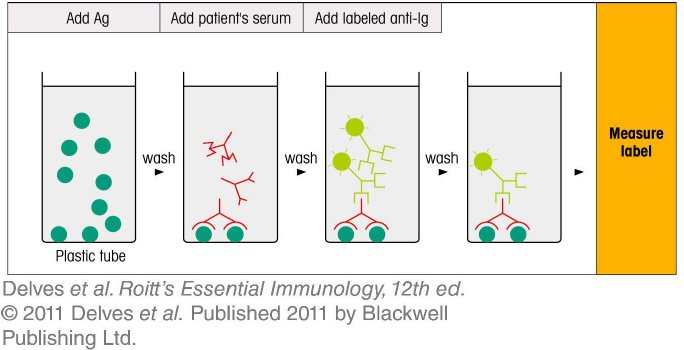 Add Ag
Add patient's serum
Add labeled anti-Ig
wash
wash
wash
Measure
label
Plastic tube
Delves et al. Roitt's Essential Immunology, 12th ed.
© 2011 Delves et al. Published 2011 by Blackwell
Publishing Ltd.